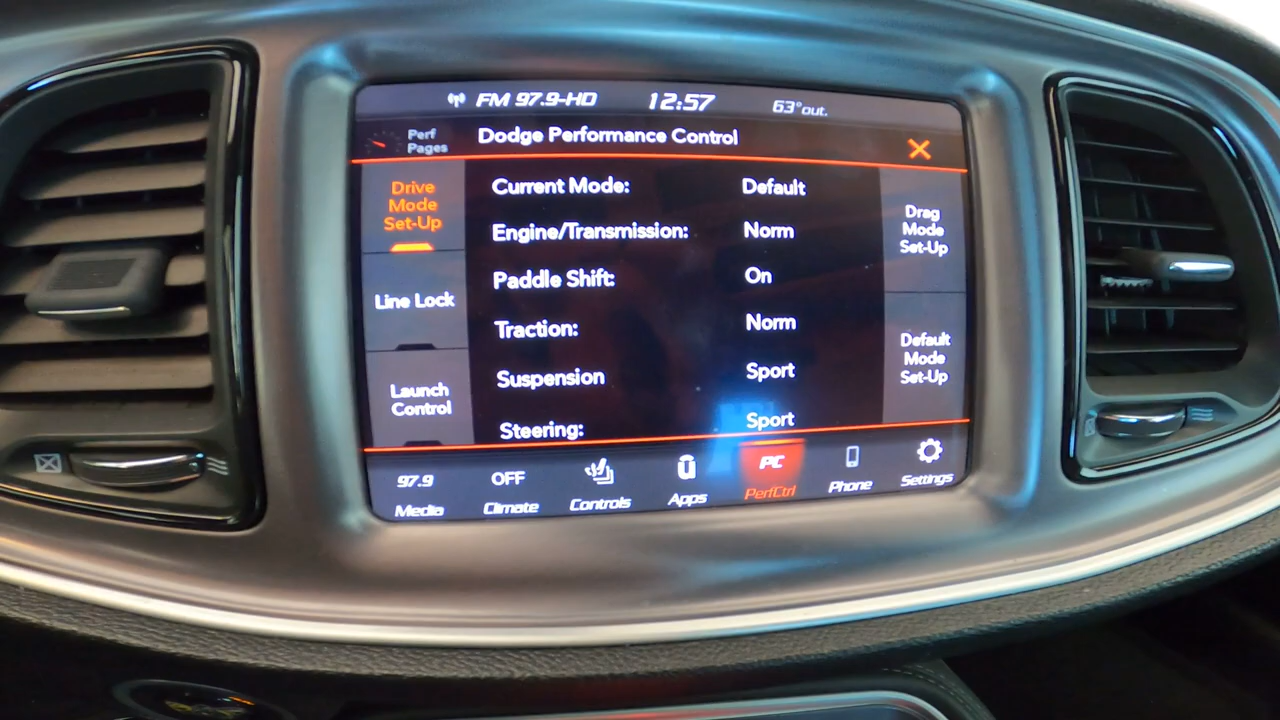 FM 97.9-HD 12:57 63°out.
Perf
Pages
Dodge Performance Control
Drive
Mode
Set-Up
Line Lock
Launch
Control
Current Mode: Default
Engine/Transmission: Norm
Paddle Shift: On
Traction: Norm
Suspension Sport
Steering: Sport
Drag
Mode
Set-Up
Default
Mode
Set-Up
97.9
Media
OFF
Climate
Controls
Apps
PC
PerfCtrl
Phone
Settings